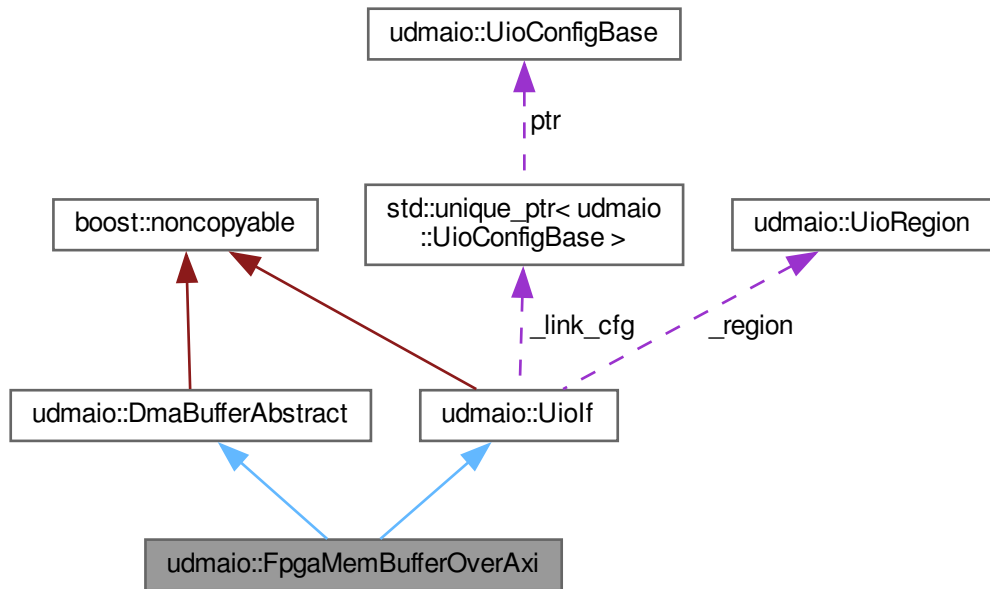 udmaio::UioConfigBase
ptr
boost::noncopyable
std::unique_ptr< udmaio
::UioConfigBase >
udmaio::UioRegion
_link_cfg
_region
udmaio::DmaBufferAbstract
udmaio::UioIf
udmaio::FpgaMemBufferOverAxi